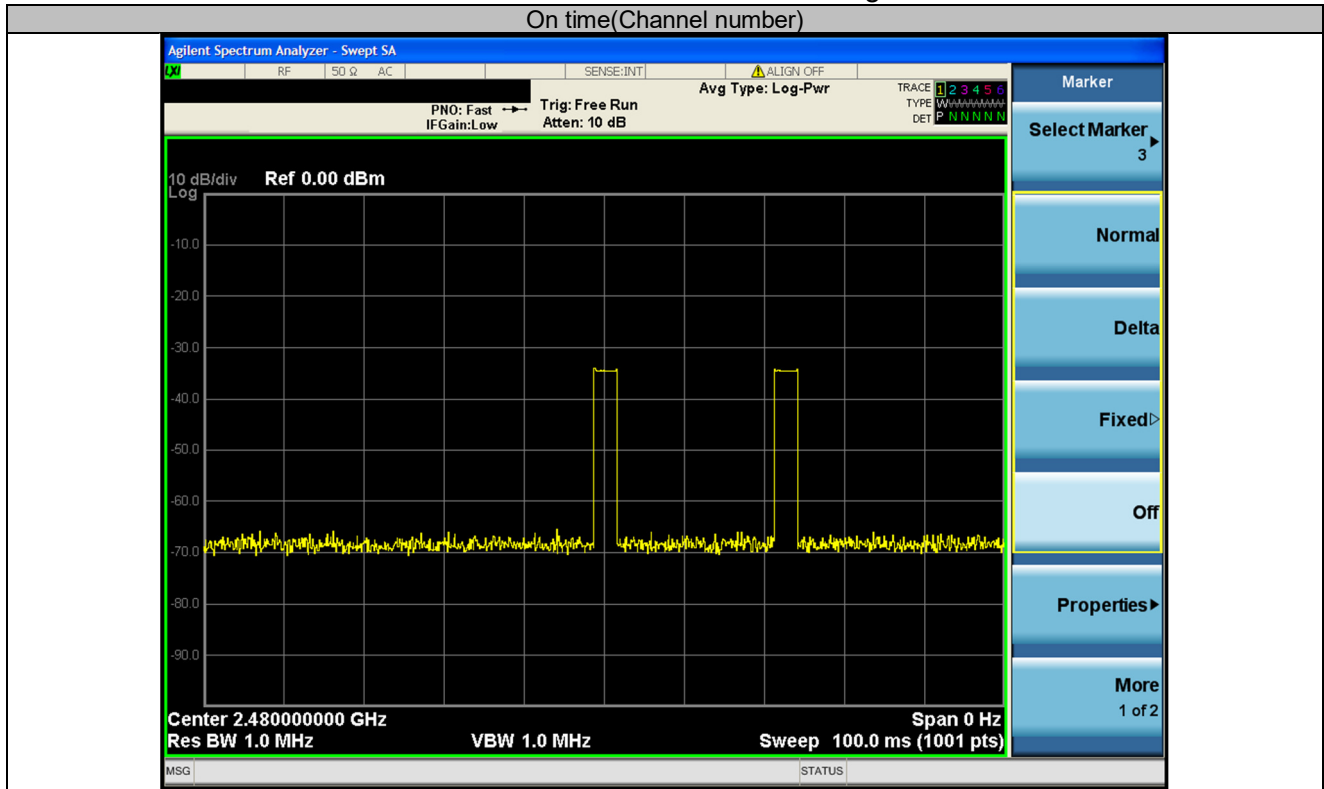 On time(Channel number)
Agilent Spectrum Analyzer - Swept SA
LXI RF 50 Ω AC SENSE:INT ALIGN OFF
Marker
Avg Type: Log-Pwr
TRACE 1 2 3 4 5 6
PNO: Fast Trig: Free Run
TYPE W
IFGain:Low Atten: 10 dB
DET P N N N N N
Select Marker
3
10 dB/div Ref 0.00 dBm
Log
Normal
-10.0
-20.0
Delta
-30.0
-40.0
Fixed
-50.0
-60.0
Off
-70.0
-80.0
Properties
-90.0
More
1 of 2
Center 2.480000000 GHz Span 0 Hz
Res BW 1.0 MHz VBW 1.0 MHz Sweep 100.0 ms (1001 pts)
MSG STATUS